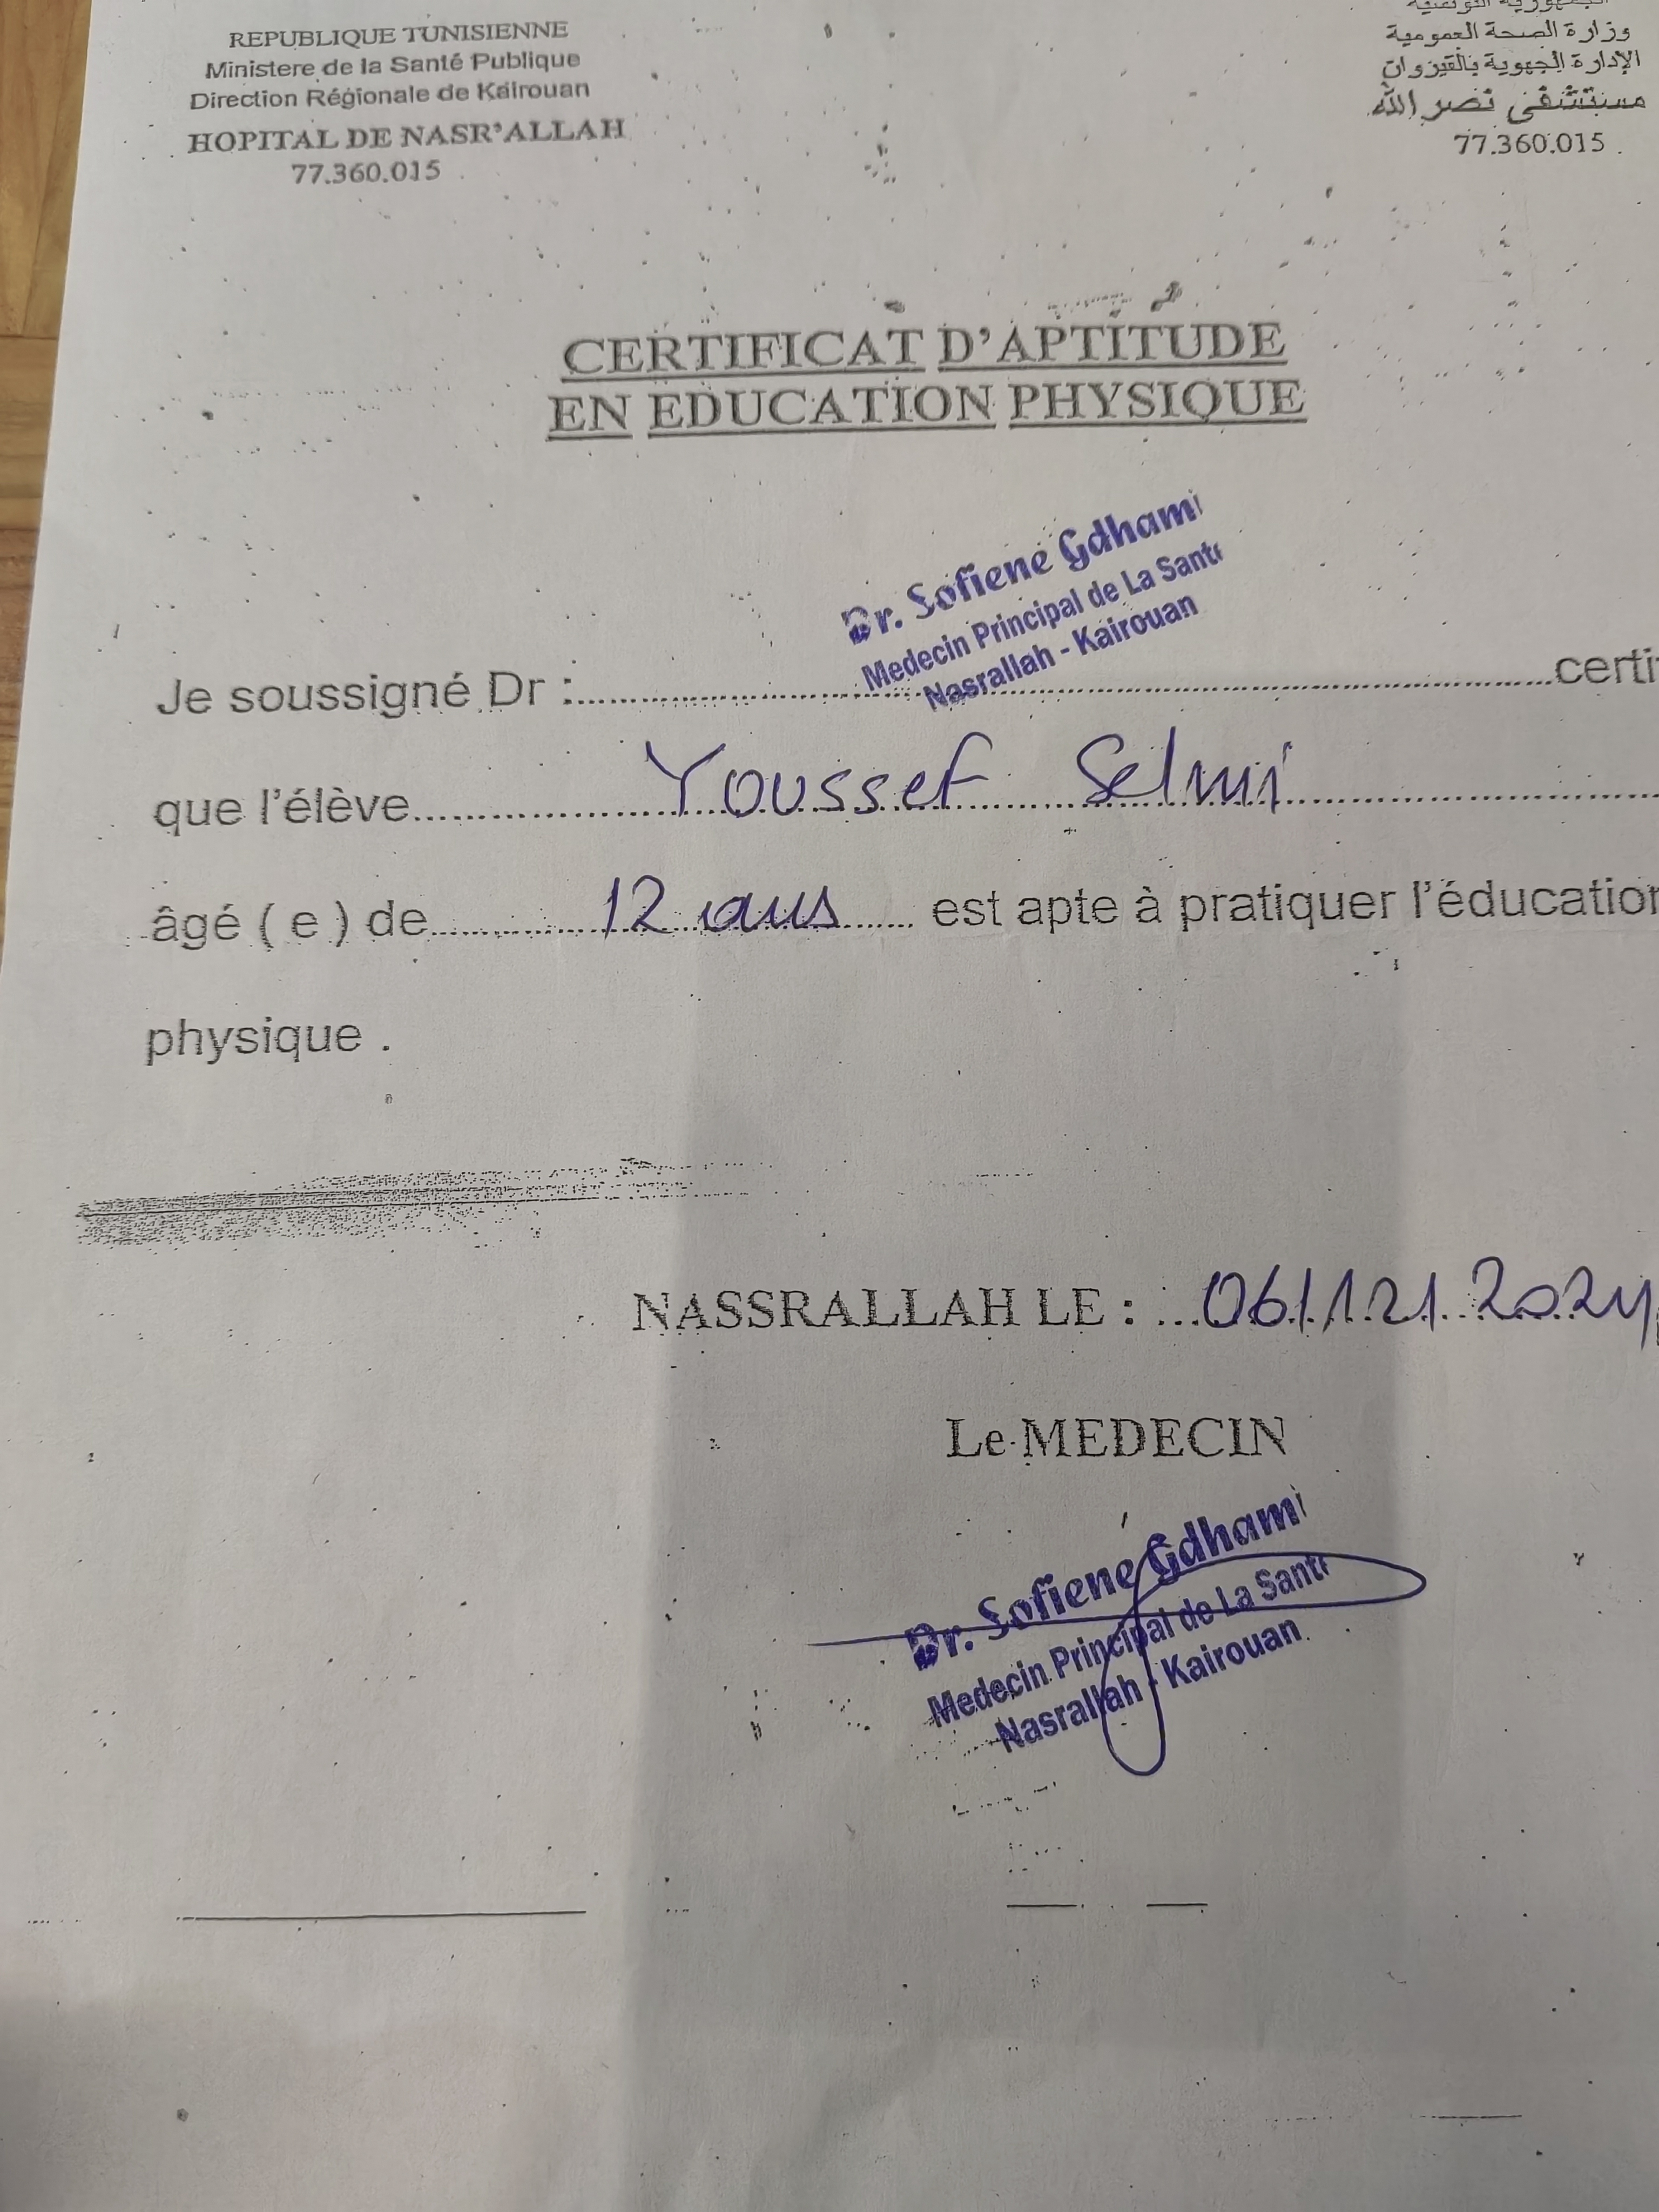 REPUBLIQUE TUNISIENNE
Ministere de la Santé Publique
Direction Régionale de Kairouan
HOPITAL DE NASR'ALLAH
77.360.015
الجمهورية التونسية
وزارة الصحة العمومية
الإدارة الجهوية بالقيروان
مستشفى نصر الله
77.360.015
CERTIFICAT D'APTITUDE
EN EDUCATION PHYSIQUE
Dr. Sofiene Gdhami
Medecin Principal de La Santé
Nasrallah - Kairouan
Je soussigné Dr : certi
que l'élève Youssef Selmi
âgé ( e ) de 12 ans est apte à pratiquer l'éducation
physique .
NASSRALLAH LE : 06/12/2024
Le MEDECIN
Dr. Sofiene Gdhami
Medecin Principal de La Santé
Nasrallah - Kairouan